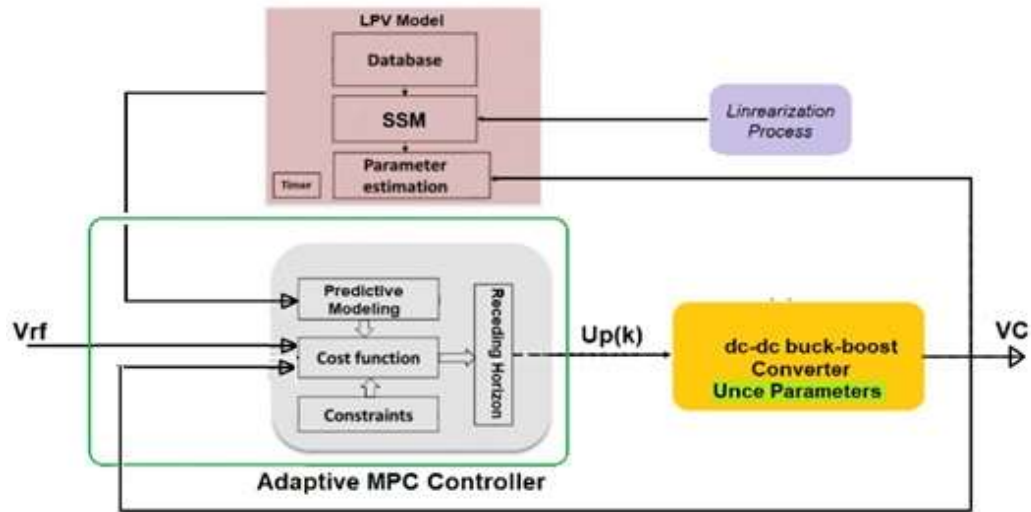 LPV Model
Database
SSM
Parameter
estimation
Timer
Linrearization
Process
Vrf
Predictive
Modeling
Cost function
Constraints
Receding Horizon
Up(k)
dc-dc buck-boost
Converter
Unce Parameters
VC
Adaptive MPC Controller